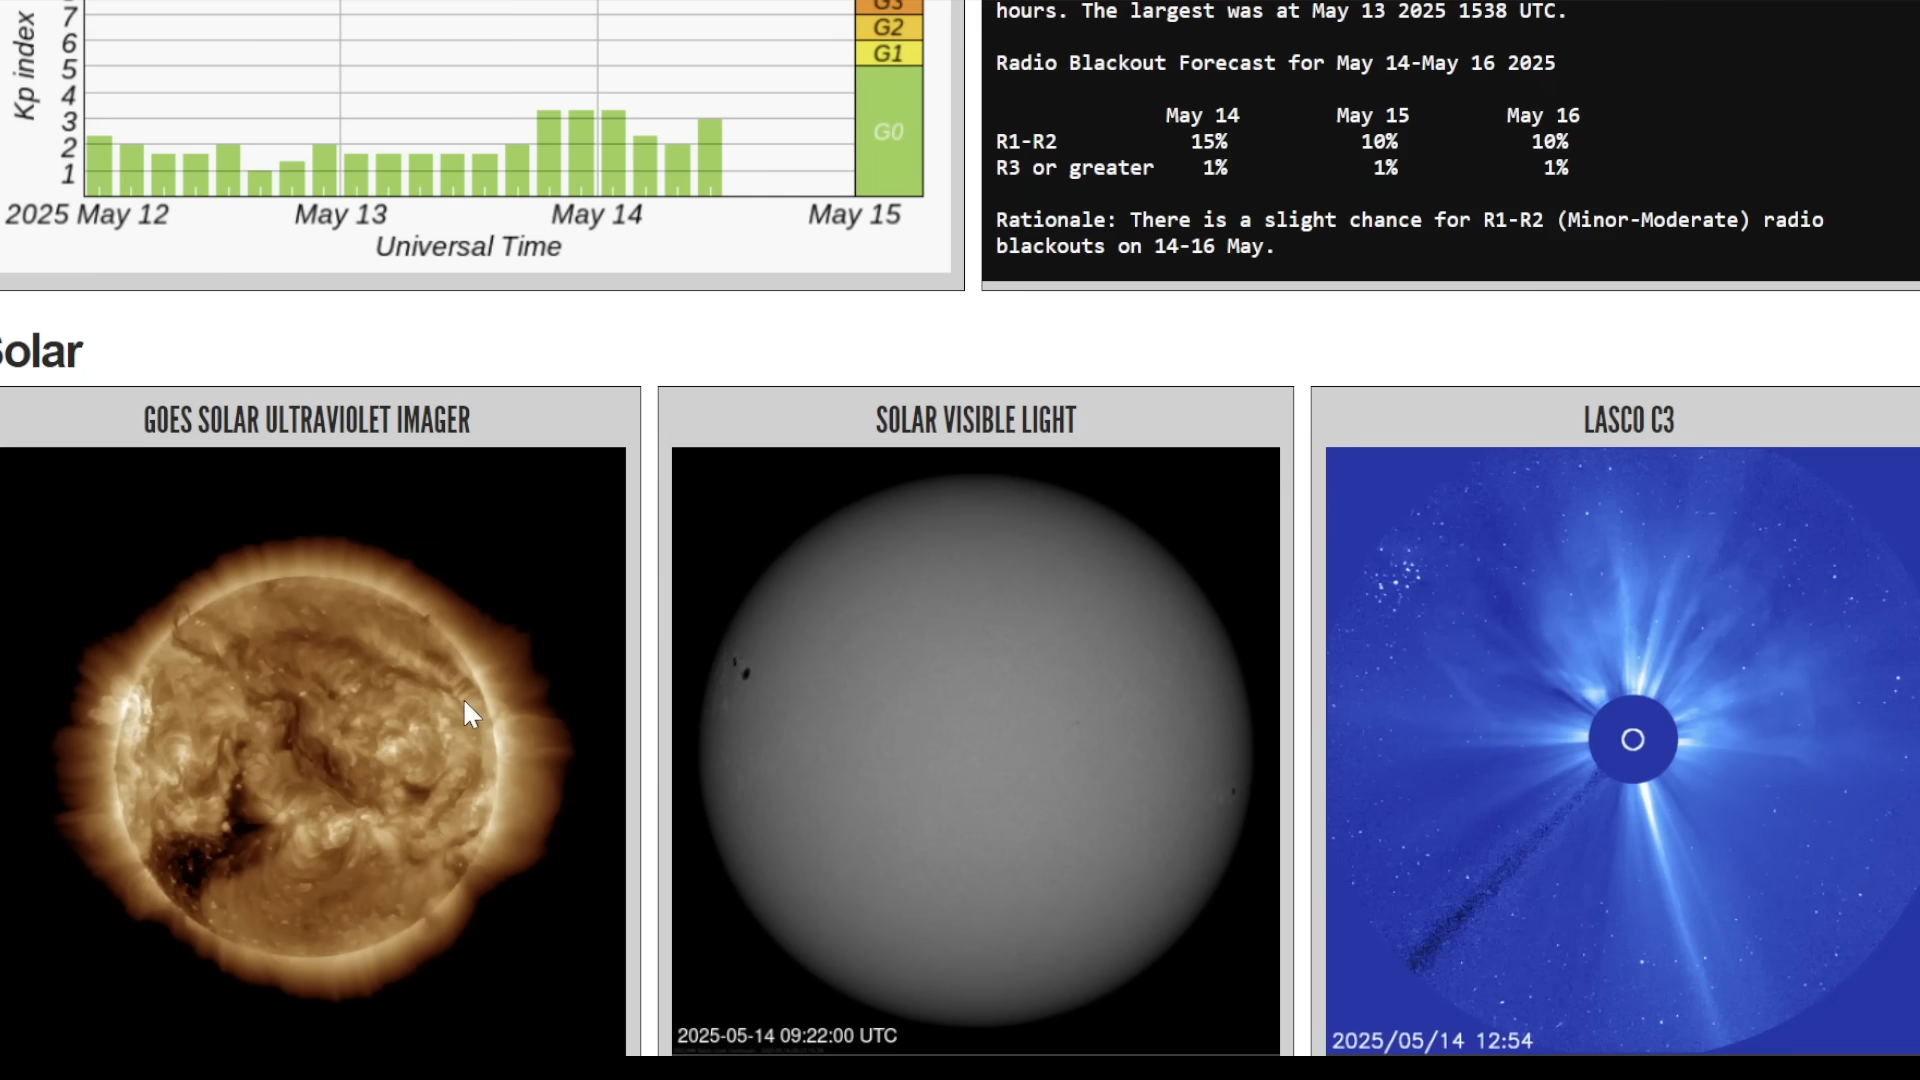 Kp index
7
6
5
4
3
2
1
G3
G2
G1
G0
2025 May 12
May 13
May 14
May 15
Universal Time
hours. The largest was at May 13 2025 1538 UTC.
Radio Blackout Forecast for May 14-May 16 2025
May 14 May 15 May 16
R1-R2 15% 10% 10%
R3 or greater 1% 1% 1%
Rationale: There is a slight chance for R1-R2 (Minor-Moderate) radio
blackouts on 14-16 May.
Solar
GOES SOLAR ULTRAVIOLET IMAGER
SOLAR VISIBLE LIGHT
2025-05-14 09:22:00 UTC
LASCO C3
2025/05/14 12:54